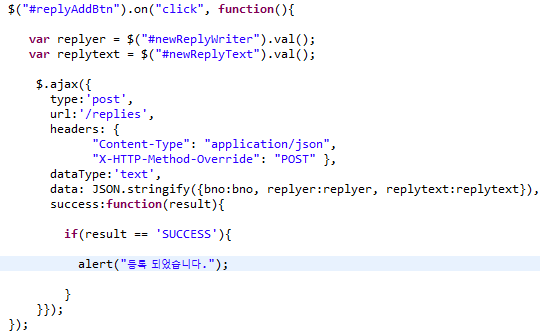 $("#replyAddBtn").on("click", function(){
var replyer = $("#newReplyWriter").val();
var replytext = $("#newReplyText").val();
$.ajax({
type:'post',
url:'/replies',
headers: {
"Content-Type": "application/json",
"X-HTTP-Method-Override": "POST" },
dataType:'text',
data: JSON.stringify({bno:bno, replyer:replyer, replytext:replytext}),
success:function(result){
if(result == 'SUCCESS'){
alert("등록 되었습니다.");
}
}});
});